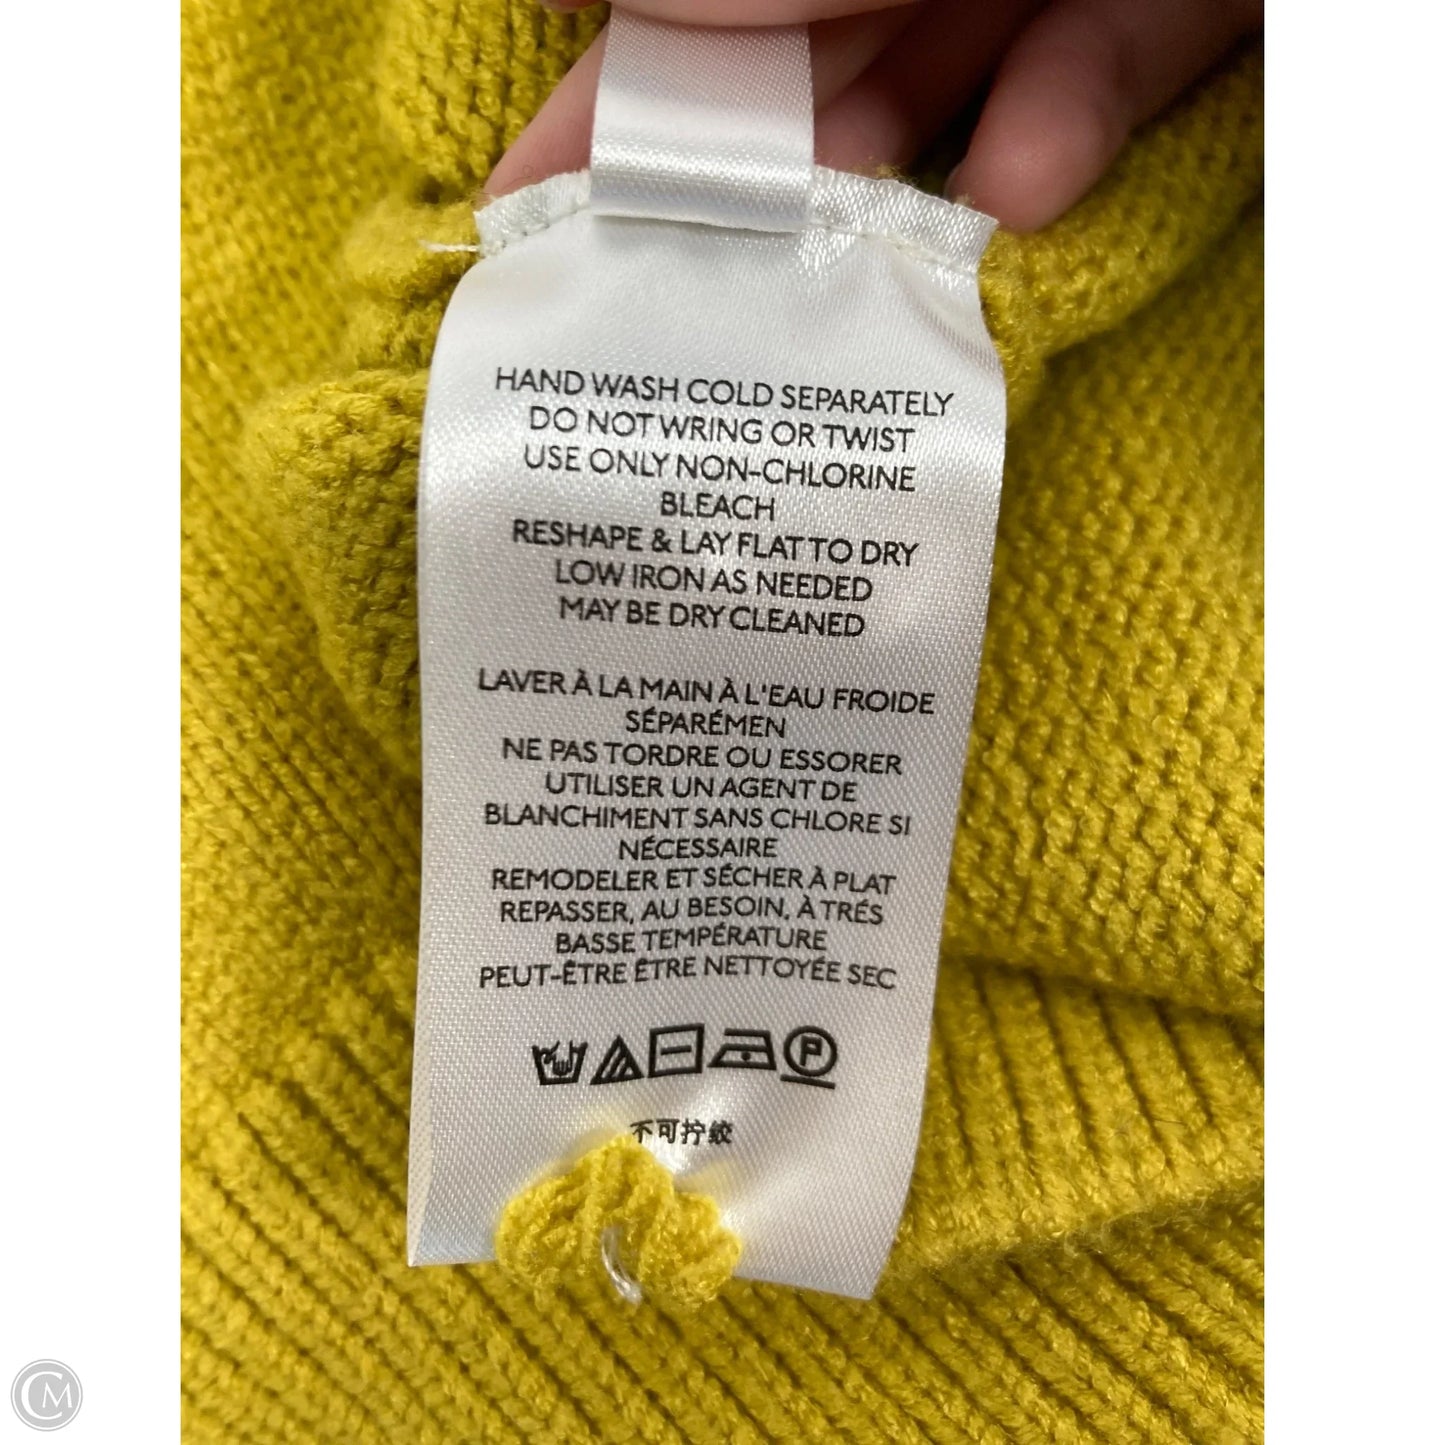 HAND WASH COLD SEPARATELY
DO NOT WRING OR TWIST
USE ONLY NON-CHLORINE
BLEACH
RESHAPE & LAY FLAT TO DRY
LOW IRON AS NEEDED
MAY BE DRY CLEANED
LAVER À LA MAIN À L'EAU FROIDE
SÉPARÉMEN
NE PAS TORDRE OU ESSORER
UTILISER UN AGENT DE
BLANCHIMENT SANS CHLORE SI
NÉCESSAIRE
REMODELER ET SÉCHER À PLAT
REPASSER, AU BESOIN, À TRÉS
BASSE TEMPÉRATURE
PEUT-ÊTRE ÊTRE NETTOYÉE SEC
P
不可拧绞
CM